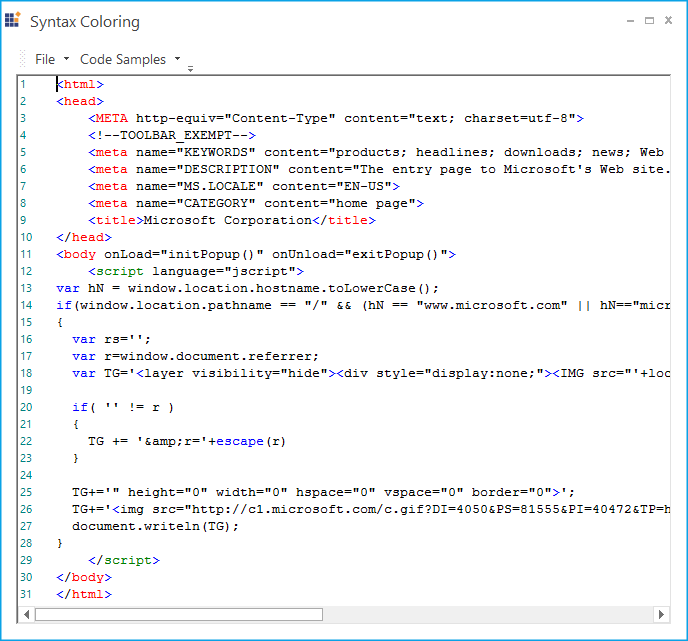 Syntax Coloring
File Code Samples
1 <html>
2 <head>
3 <META http-equiv="Content-Type" content="text; charset=utf-8">
4 <!--TOOLBAR_EXEMPT-->
5 <meta name="KEYWORDS" content="products; headlines; downloads; news; Web
6 <meta name="DESCRIPTION" content="The entry page to Microsoft's Web site.
7 <meta name="MS.LOCALE" content="EN-US">
8 <meta name="CATEGORY" content="home page">
9 <title>Microsoft Corporation</title>
10 </head>
11 <body onLoad="initPopup()" onUnload="exitPopup()">
12 <script language="jscript">
13 var hN = window.location.hostname.toLowerCase();
14 if(window.location.pathname == "/" && (hN == "www.microsoft.com" || hN=="micr
15 {
16 var rs='';
17 var r=window.document.referrer;
18 var TG='<layer visibility="hide"><div style="display:none;"><IMG src="'+loc
19
20 if( '' != r )
21 {
22 TG += '&amp;r='+escape(r)
23 }
24
25 TG+='" height="0" width="0" hspace="0" vspace="0" border="0">';
26 TG+='<img src="http://c1.microsoft.com/c.gif?DI=4050&PS=81555&PI=40472&TP=h
27 document.writeln(TG);
28 }
29 </script>
30 </body>
31 </html>